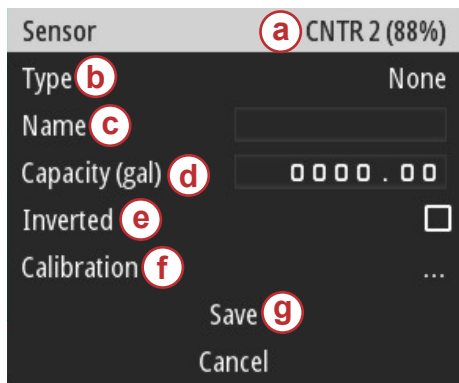 Sensor a CNTR 2 (88%)
Type b None
Name c
Capacity (gal) d 0000.00
Inverted e
Calibration f ...
Save g
Cancel